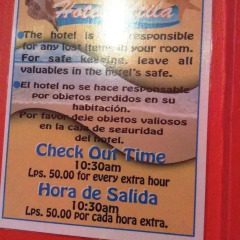 Hotel
The hotel is not responsible
for any lost items in your room.
For safe keeping, leave all
valuables in the hotel's safe.
El hotel no se hace responsable
por objetos perdidos en su
habitación.
Por favor deje objetos valiosos
en la caja de seguridad
del hotel.
Check Out Time
10:30am
Lps. 50.00 for every extra hour
Hora de Salida
10:30am
Lps. 50.00 por cada hora extra.